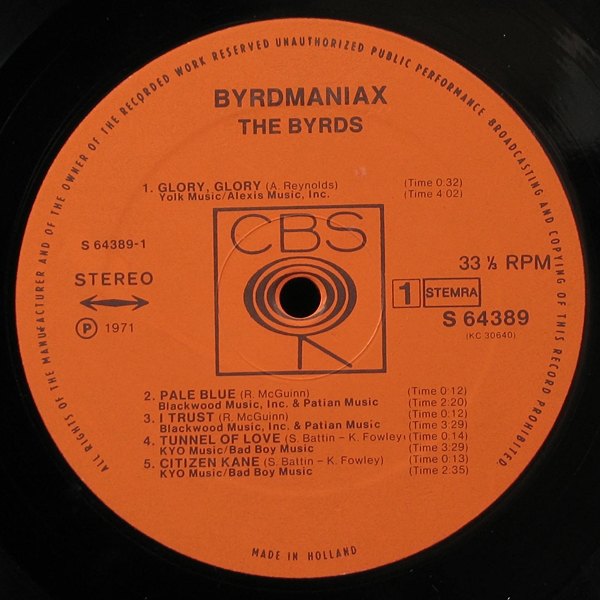 ALL RIGHTS OF THE MANUFACTURER AND OF THE OWNER OF THE RECORDED WORK RESERVED UNAUTHORIZED PUBLIC PERFORMANCE BROADCASTING AND COPYING OF THIS RECORD PROHIBITED
BYRDMANIAX
THE BYRDS
1. GLORY, GLORY (A. Reynolds) (Time 0:32)
Yolk Music/Alexis Music, Inc. (Time 4:02)
CBS
S 64389-1
STEREO
P 1971
33 ⅓ RPM
1 STEMRA
S 64389
(KC 30640)
2. PALE BLUE (R. McGuinn) (Time 0:12)
Blackwood Music, Inc. & Patian Music (Time 2:20)
3. I TRUST (R. McGuinn) (Time 0:12)
Blackwood Music, Inc. & Patian Music (Time 3:29)
4. TUNNEL OF LOVE (S. Battin – K. Fowley) (Time 0.14)
KYO Music/Bad Boy Music (Time 3:29)
5. CITIZEN KANE (S. Battin – K. Fowley) (Time 0:13)
KYO Music/Bad Boy Music (Time 2:35)
MADE IN HOLLAND